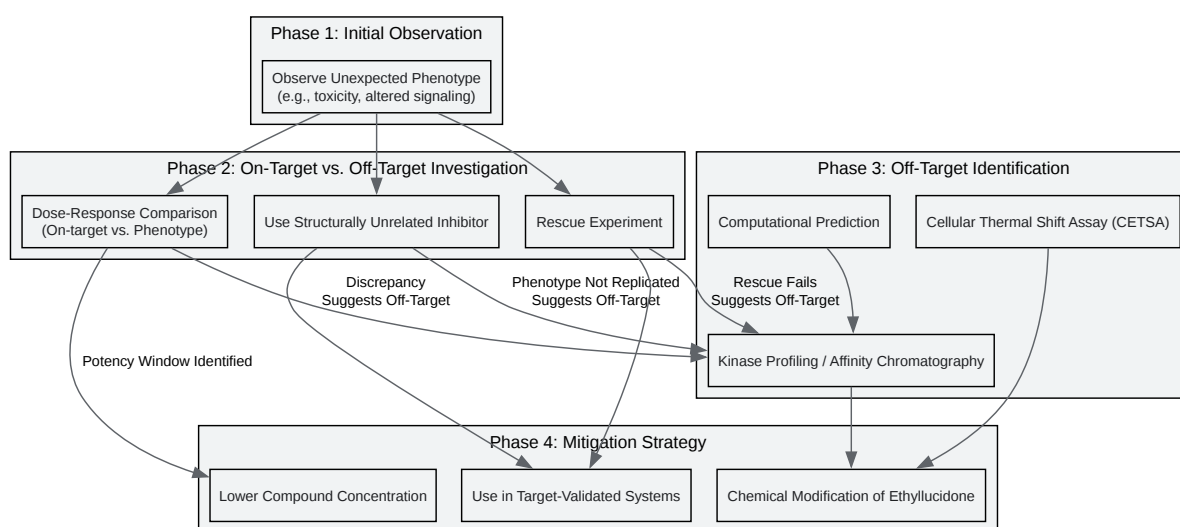 Phase 1: Initial Observation
Observe Unexpected Phenotype
(e.g., toxicity, altered signaling)
Phase 2: On-Target vs. Off-Target Investigation
Dose-Response Comparison
(On-target vs. Phenotype)
Use Structurally Unrelated Inhibitor
Rescue Experiment
Phase 3: Off-Target Identification
Computational Prediction
Cellular Thermal Shift Assay (CETSA)
Discrepancy
Suggests Off-Target
Phenotype Not Replicated
Suggests Off-Target
Rescue Fails
Suggests Off-Target
Potency Window Identified
Kinase Profiling / Affinity Chromatography
Phase 4: Mitigation Strategy
Lower Compound Concentration
Use in Target-Validated Systems
Chemical Modification of Ethyllucidone